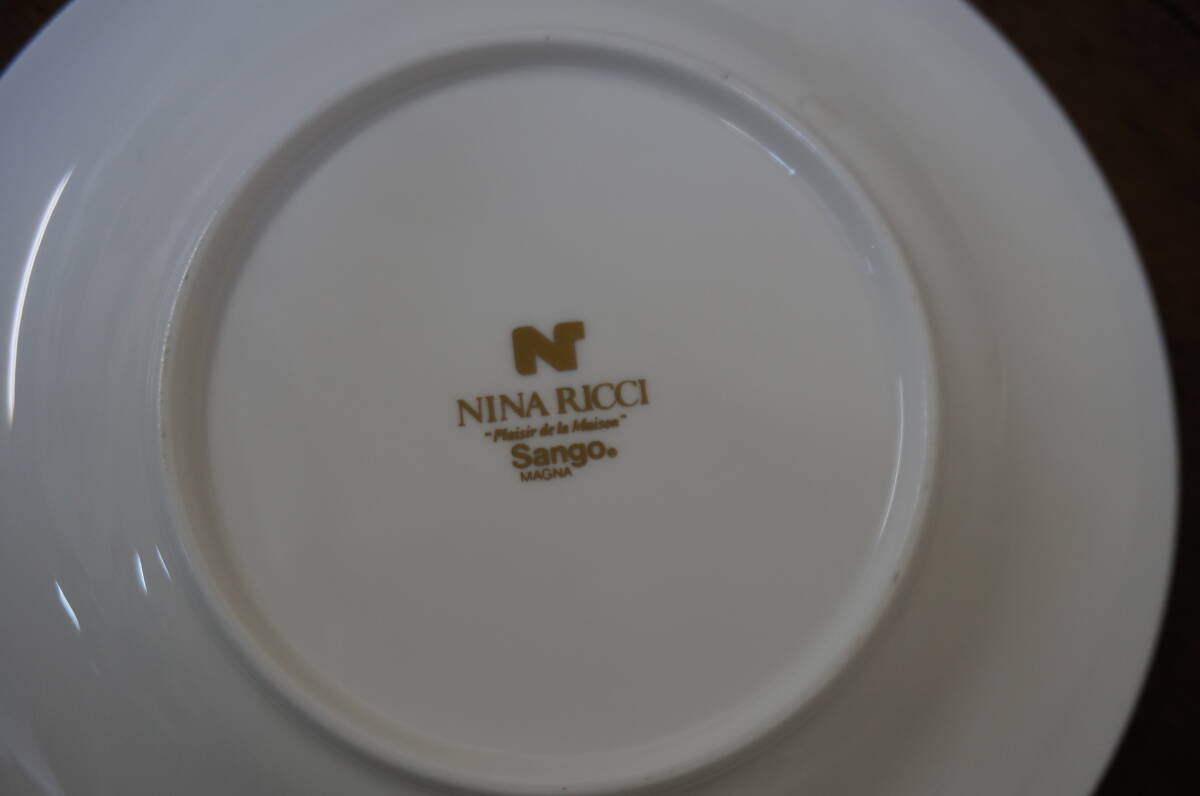 NINA RICCI
"Plaisir de la Maison"
Sango®
MAGNA